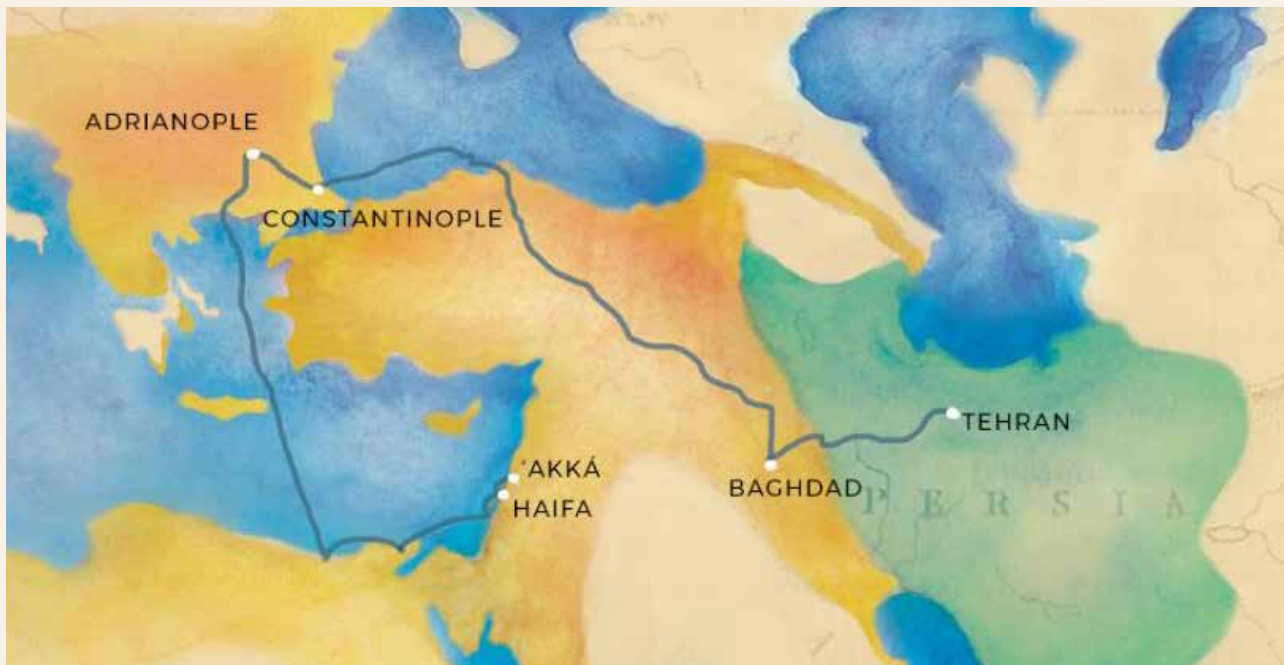 ADRIANOPLE
CONSTANTINOPLE
‘AKKÁ
HAIFA
TEHRAN
BAGHDAD
PERSIA